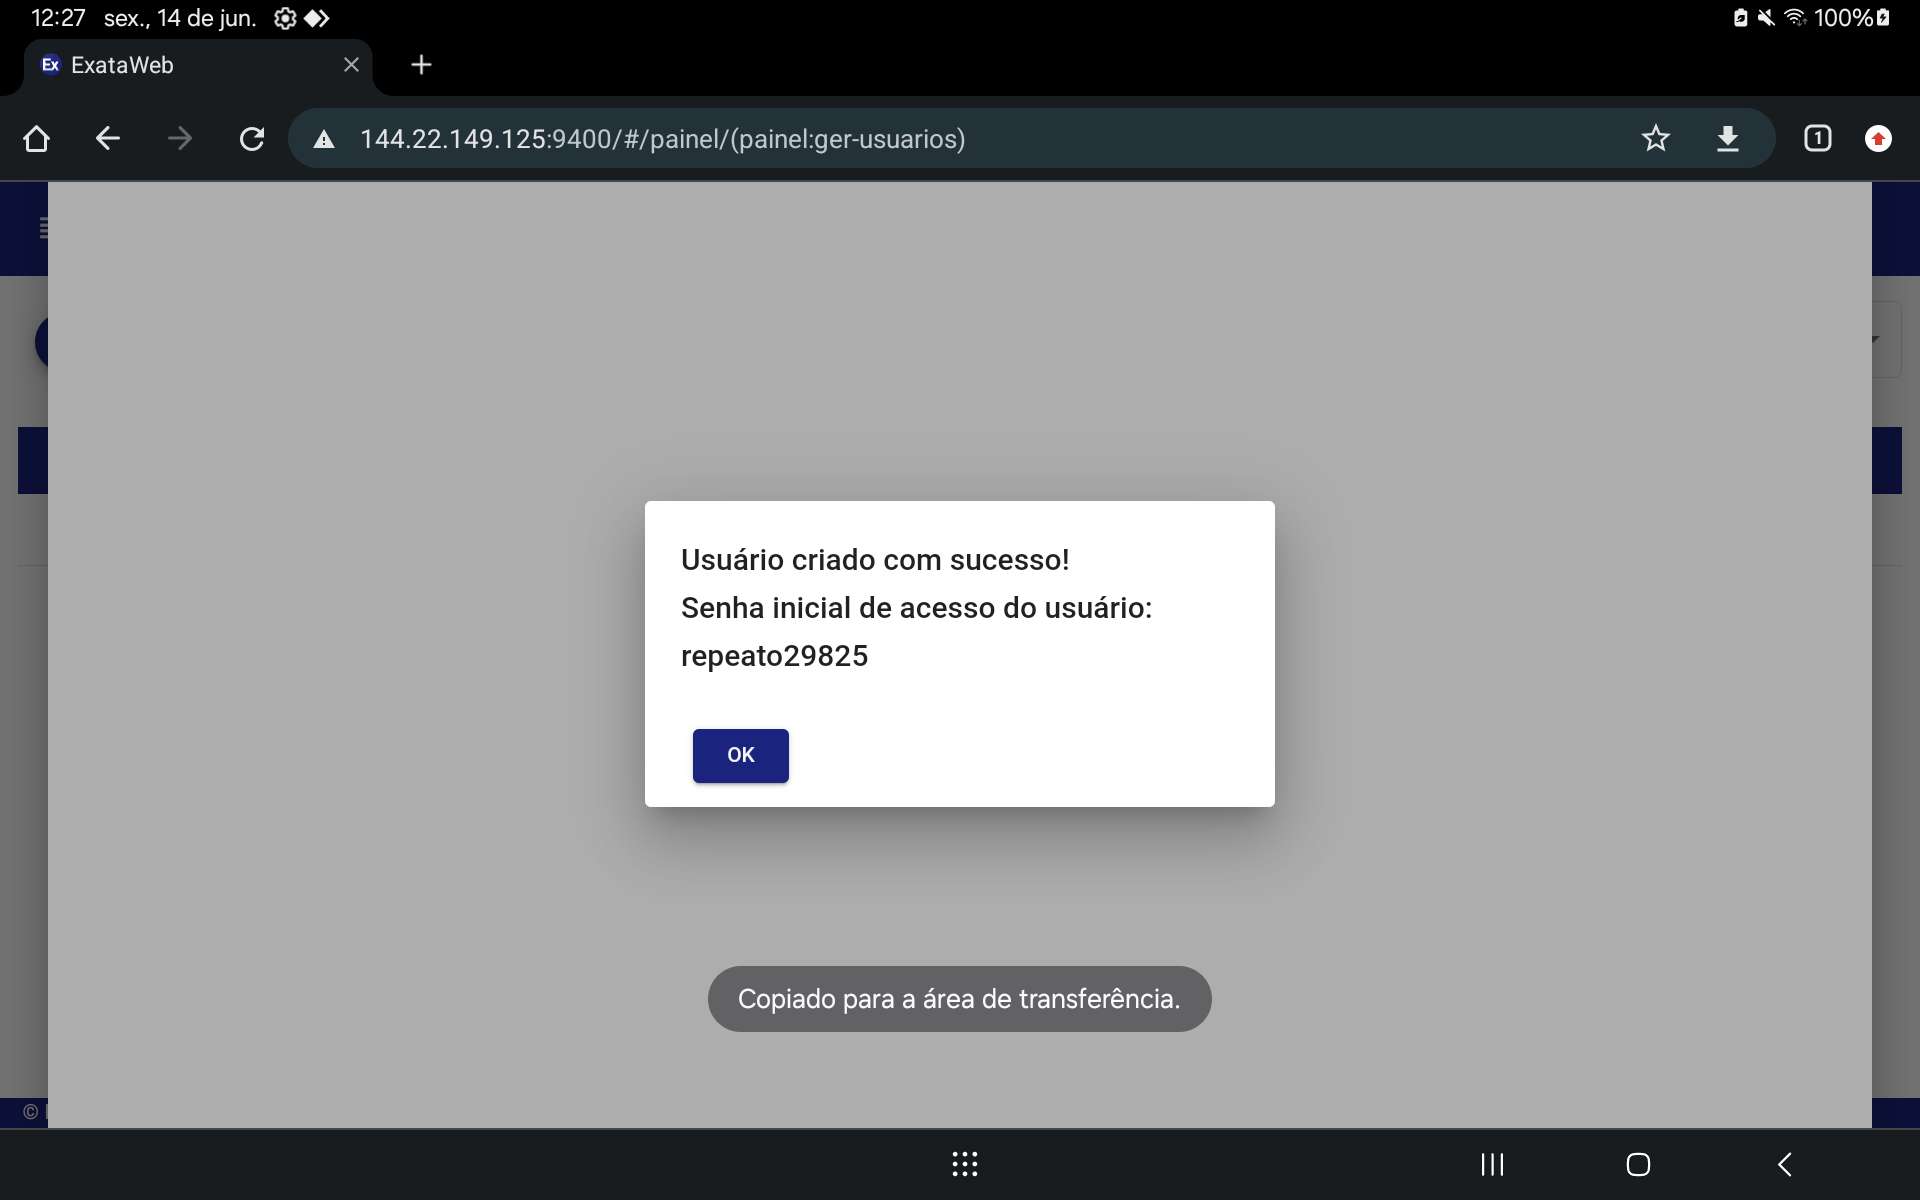 12:27 sex., 14 de jun. 100%
Ex ExataWeb
144.22.149.125:9400/#/painel/(painel:ger-usuarios)
1
Usuário criado com sucesso!
Senha inicial de acesso do usuário:
repeato29825
OK
Copiado para a área de transferência.
©